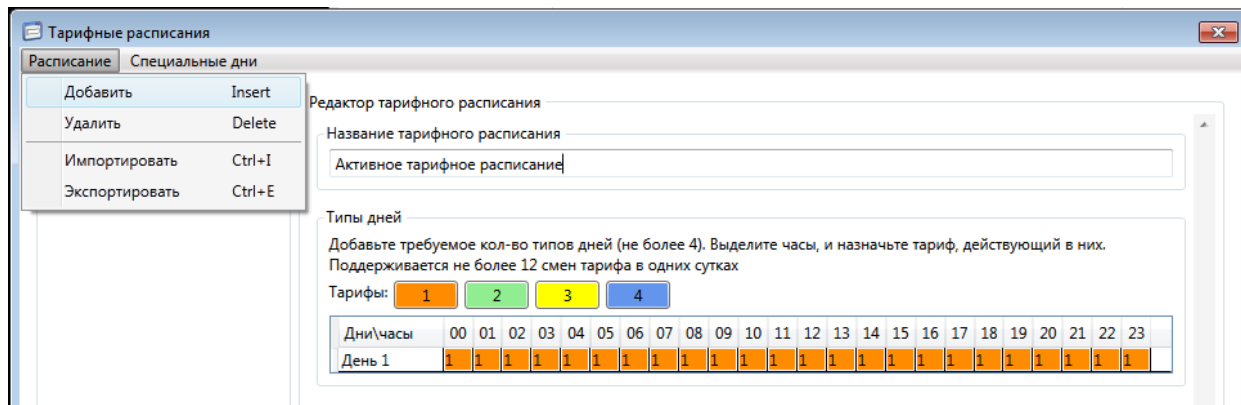 Тарифные расписания
Расписание Специальные дни
Добавить Insert
Удалить Delete
Импортировать Ctrl+I
Экспортировать Ctrl+E
Редактор тарифного расписания
Название тарифного расписания
Активное тарифное расписание
Типы дней
Добавьте требуемое кол-во типов дней (не более 4). Выделите часы, и назначьте тариф, действующий в них.
Поддерживается не более 12 смен тарифа в одних сутках
Тарифы: 1 2 3 4
Дни\часы 00 01 02 03 04 05 06 07 08 09 10 11 12 13 14 15 16 17 18 19 20 21 22 23
День 1 1 1 1 1 1 1 1 1 1 1 1 1 1 1 1 1 1 1 1 1 1 1 1 1